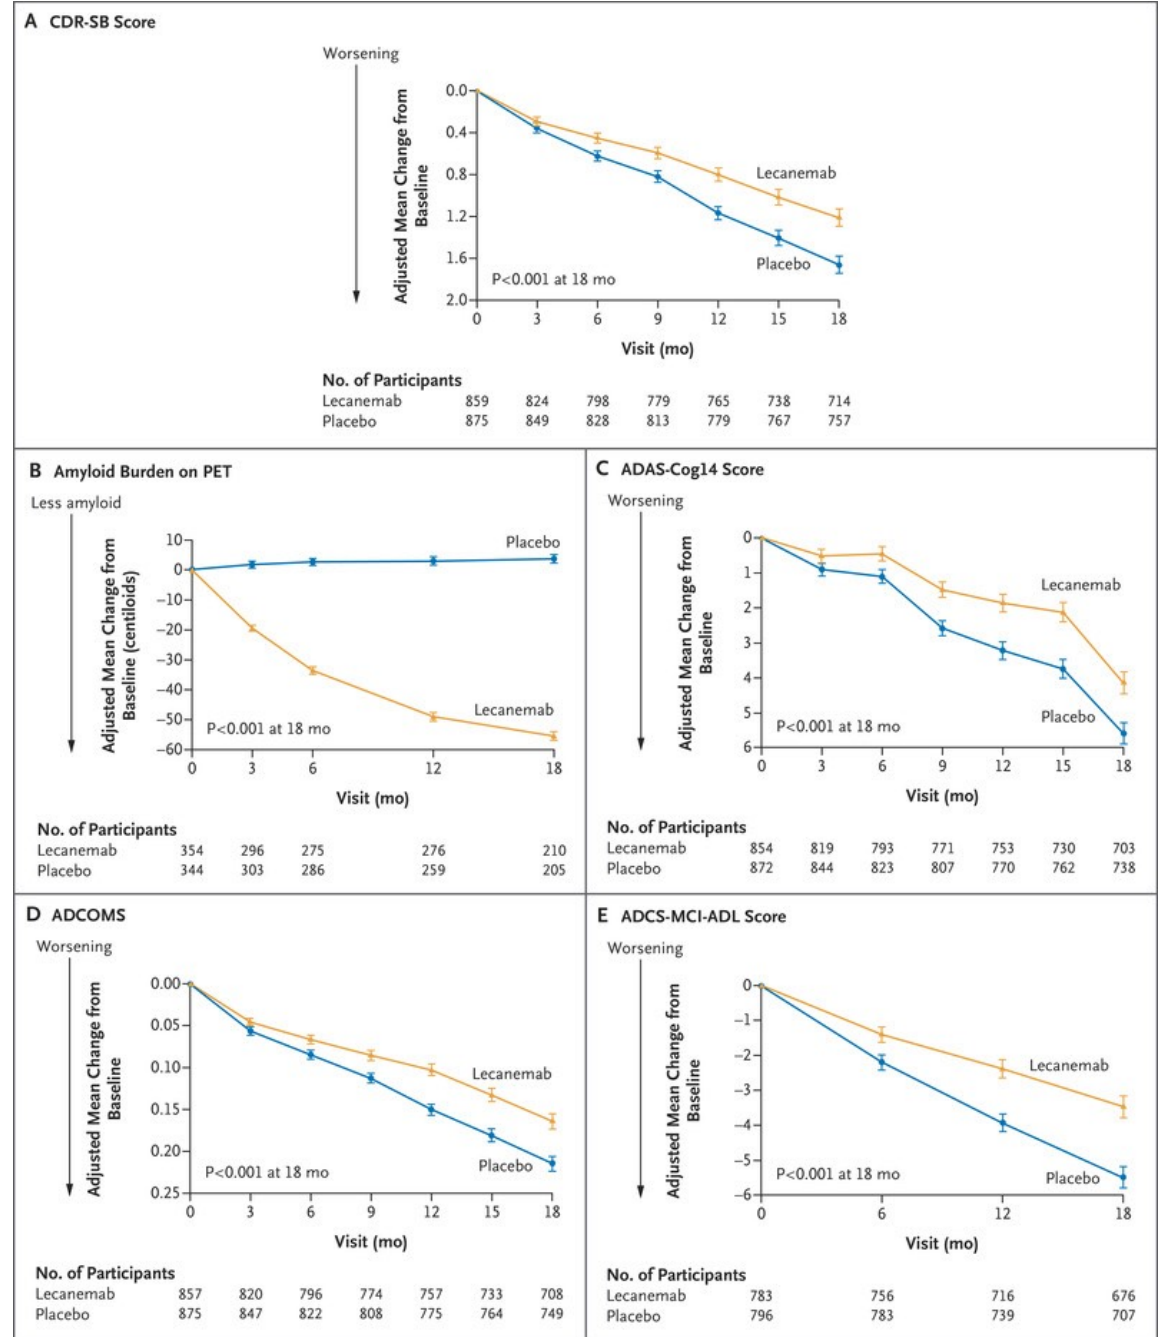 A CDR-SB Score
Worsening
Adjusted Mean Change from
Baseline
0.0
0.4
0.8
1.2
1.6
2.0
Lecanemab
Placebo
P<0.001 at 18 mo
0 3 6 9 12 15 18
Visit (mo)
No. of Participants
Lecanemab 859 824 798 779 765 738 714
Placebo 875 849 828 813 779 767 757
B Amyloid Burden on PET
Less amyloid
Adjusted Mean Change from
Baseline (centiloids)
10
0
−10
−20
−30
−40
−50
−60
Placebo
Lecanemab
P<0.001 at 18 mo
0 3 6 12 18
Visit (mo)
No. of Participants
Lecanemab 354 296 275 276 210
Placebo 344 303 286 259 205
C ADAS-Cog14 Score
Worsening
Adjusted Mean Change from
Baseline
0
1
2
3
4
5
6
Lecanemab
Placebo
P<0.001 at 18 mo
0 3 6 9 12 15 18
Visit (mo)
No. of Participants
Lecanemab 854 819 793 771 753 730 703
Placebo 872 844 823 807 770 762 738
D ADCOMS
Worsening
Adjusted Mean Change from
Baseline
0.00
0.05
0.10
0.15
0.20
0.25
Lecanemab
Placebo
P<0.001 at 18 mo
0 3 6 9 12 15 18
Visit (mo)
No. of Participants
Lecanemab 857 820 796 774 757 733 708
Placebo 875 847 822 808 775 764 749
E ADCS-MCI-ADL Score
Worsening
Adjusted Mean Change from
Baseline
0
−1
−2
−3
−4
−5
−6
Lecanemab
Placebo
P<0.001 at 18 mo
0 6 12 18
Visit (mo)
No. of Participants
Lecanemab 783 756 716 676
Placebo 796 783 739 707